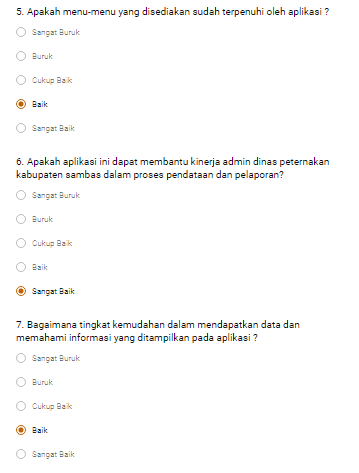 5. Apakah menu-menu yang disediakan sudah terpenuhi oleh aplikasi ?
Sangat Buruk
Buruk
Cukup Baik
Baik
Sangat Baik
6. Apakah aplikasi ini dapat membantu kinerja admin dinas peternakan
kabupaten sambas dalam proses pendataan dan pelaporan?
Sangat Buruk
Buruk
Cukup Baik
Baik
Sangat Baik
7. Bagaimana tingkat kemudahan dalam mendapatkan data dan
memahami informasi yang ditampilkan pada aplikasi ?
Sangat Buruk
Buruk
Cukup Baik
Baik
Sangat Baik